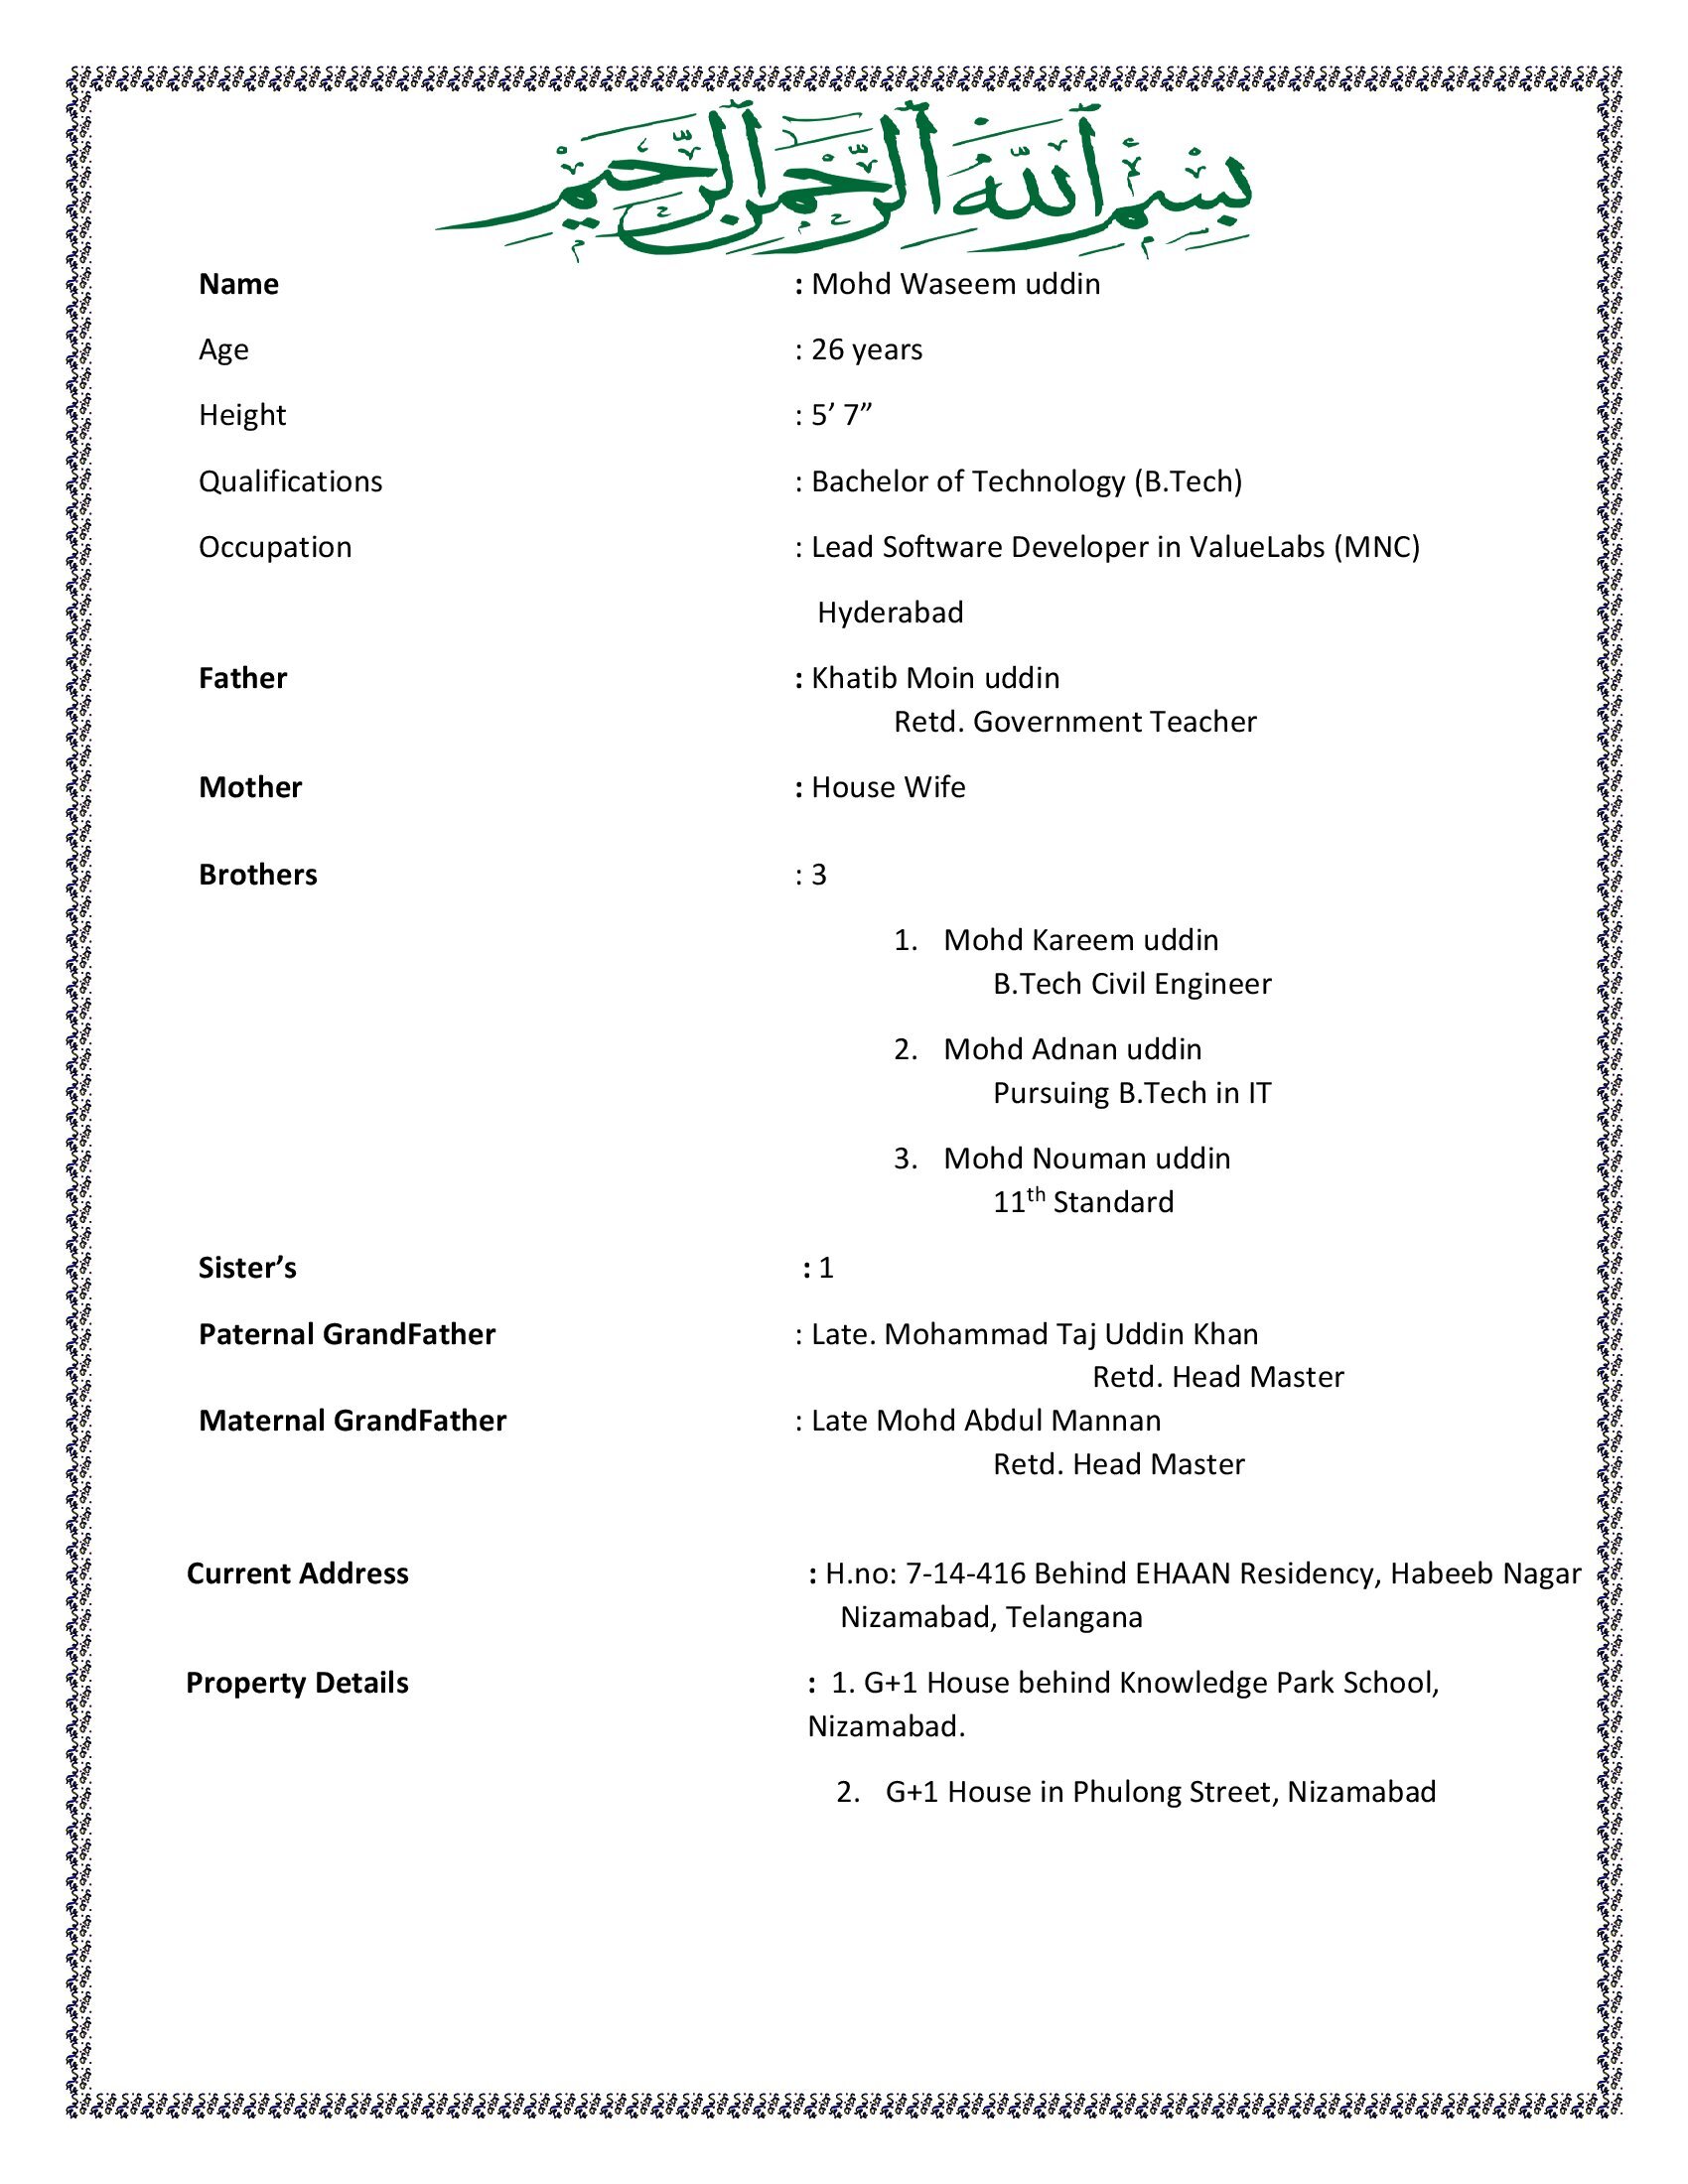 بِسْمِ ٱللَّهِ ٱلرَّحْمَٰنِ ٱلرَّحِيمِ
Name : Mohd Waseem uddin
Age : 26 years
Height : 5’ 7”
Qualifications : Bachelor of Technology (B.Tech)
Occupation : Lead Software Developer in ValueLabs (MNC)
Hyderabad
Father : Khatib Moin uddin
Retd. Government Teacher
Mother : House Wife
Brothers : 3
1. Mohd Kareem uddin
B.Tech Civil Engineer
2. Mohd Adnan uddin
Pursuing B.Tech in IT
3. Mohd Nouman uddin
11th Standard
Sister’s : 1
Paternal GrandFather : Late. Mohammad Taj Uddin Khan
Retd. Head Master
Maternal GrandFather : Late Mohd Abdul Mannan
Retd. Head Master
Current Address : H.no: 7-14-416 Behind EHAAN Residency, Habeeb Nagar
Nizamabad, Telangana
Property Details : 1. G+1 House behind Knowledge Park School,
Nizamabad.
2. G+1 House in Phulong Street, Nizamabad